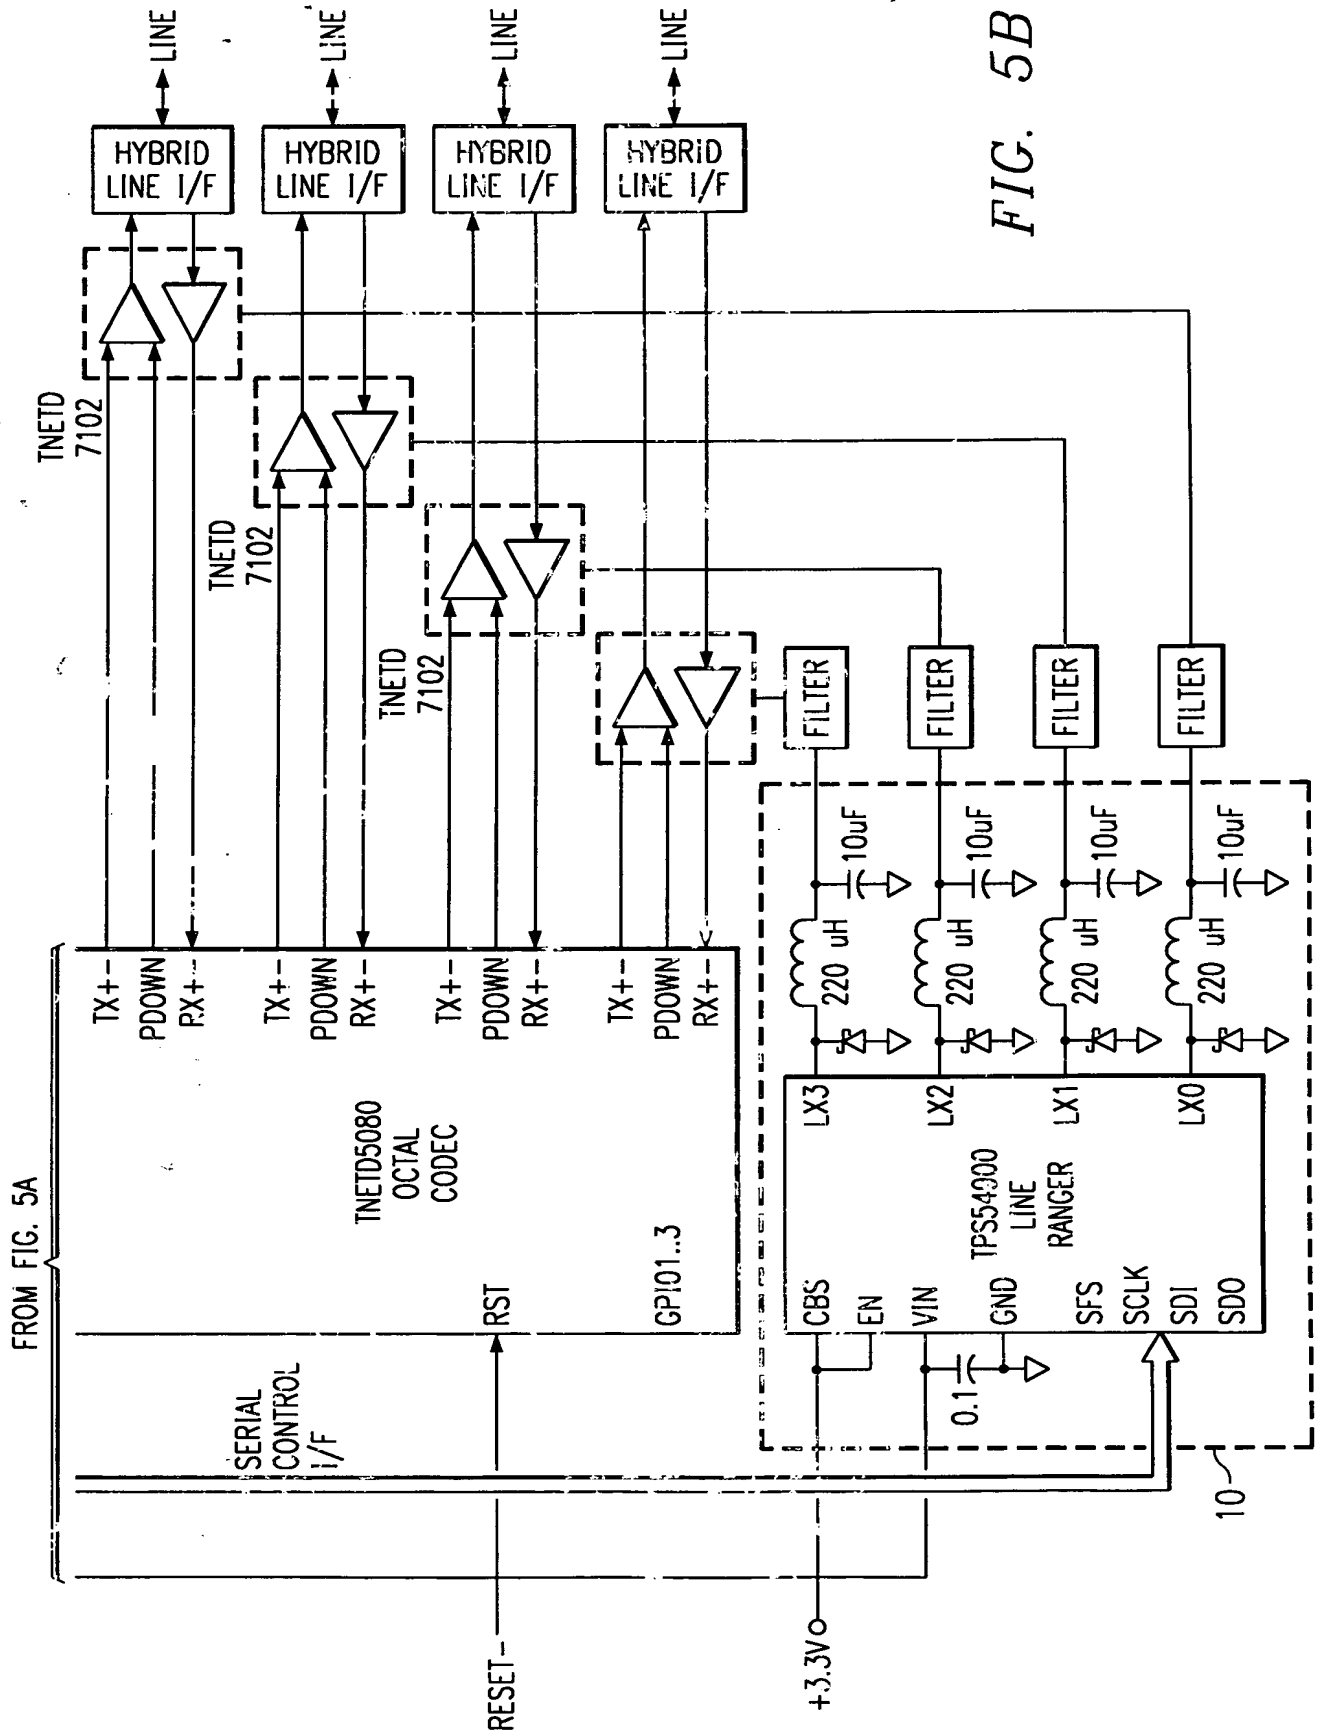 FROM FIG. 5A
SERIAL
CONTROL
I/F
RESET-
RST
TNETD5080
OCTAL
CODEC
GPIO1..3
TX+-
PDOWN
RX+-
TX+-
PDOWN
RX+-
TX+-
PDOWN
RX+-
TX+-
PDOWN
RX+-
TNETD
7102
TNETD
7102
TNETD
7102
HYBRID
LINE I/F
LINE
HYBRID
LINE I/F
LINE
HYBRID
LINE I/F
LINE
HYBRID
LINE I/F
LINE
+3.3V
CBS
EN
VIN
0.1
GND
SFS
SCLK
SDI
SDO
TPS54900
LINE
RANGER
LX3
LX2
LX1
LX0
220 uH
10uF
FILTER
220 uH
10uF
FILTER
220 uH
10uF
FILTER
220 uH
10uF
FILTER
10
FIG. 5B